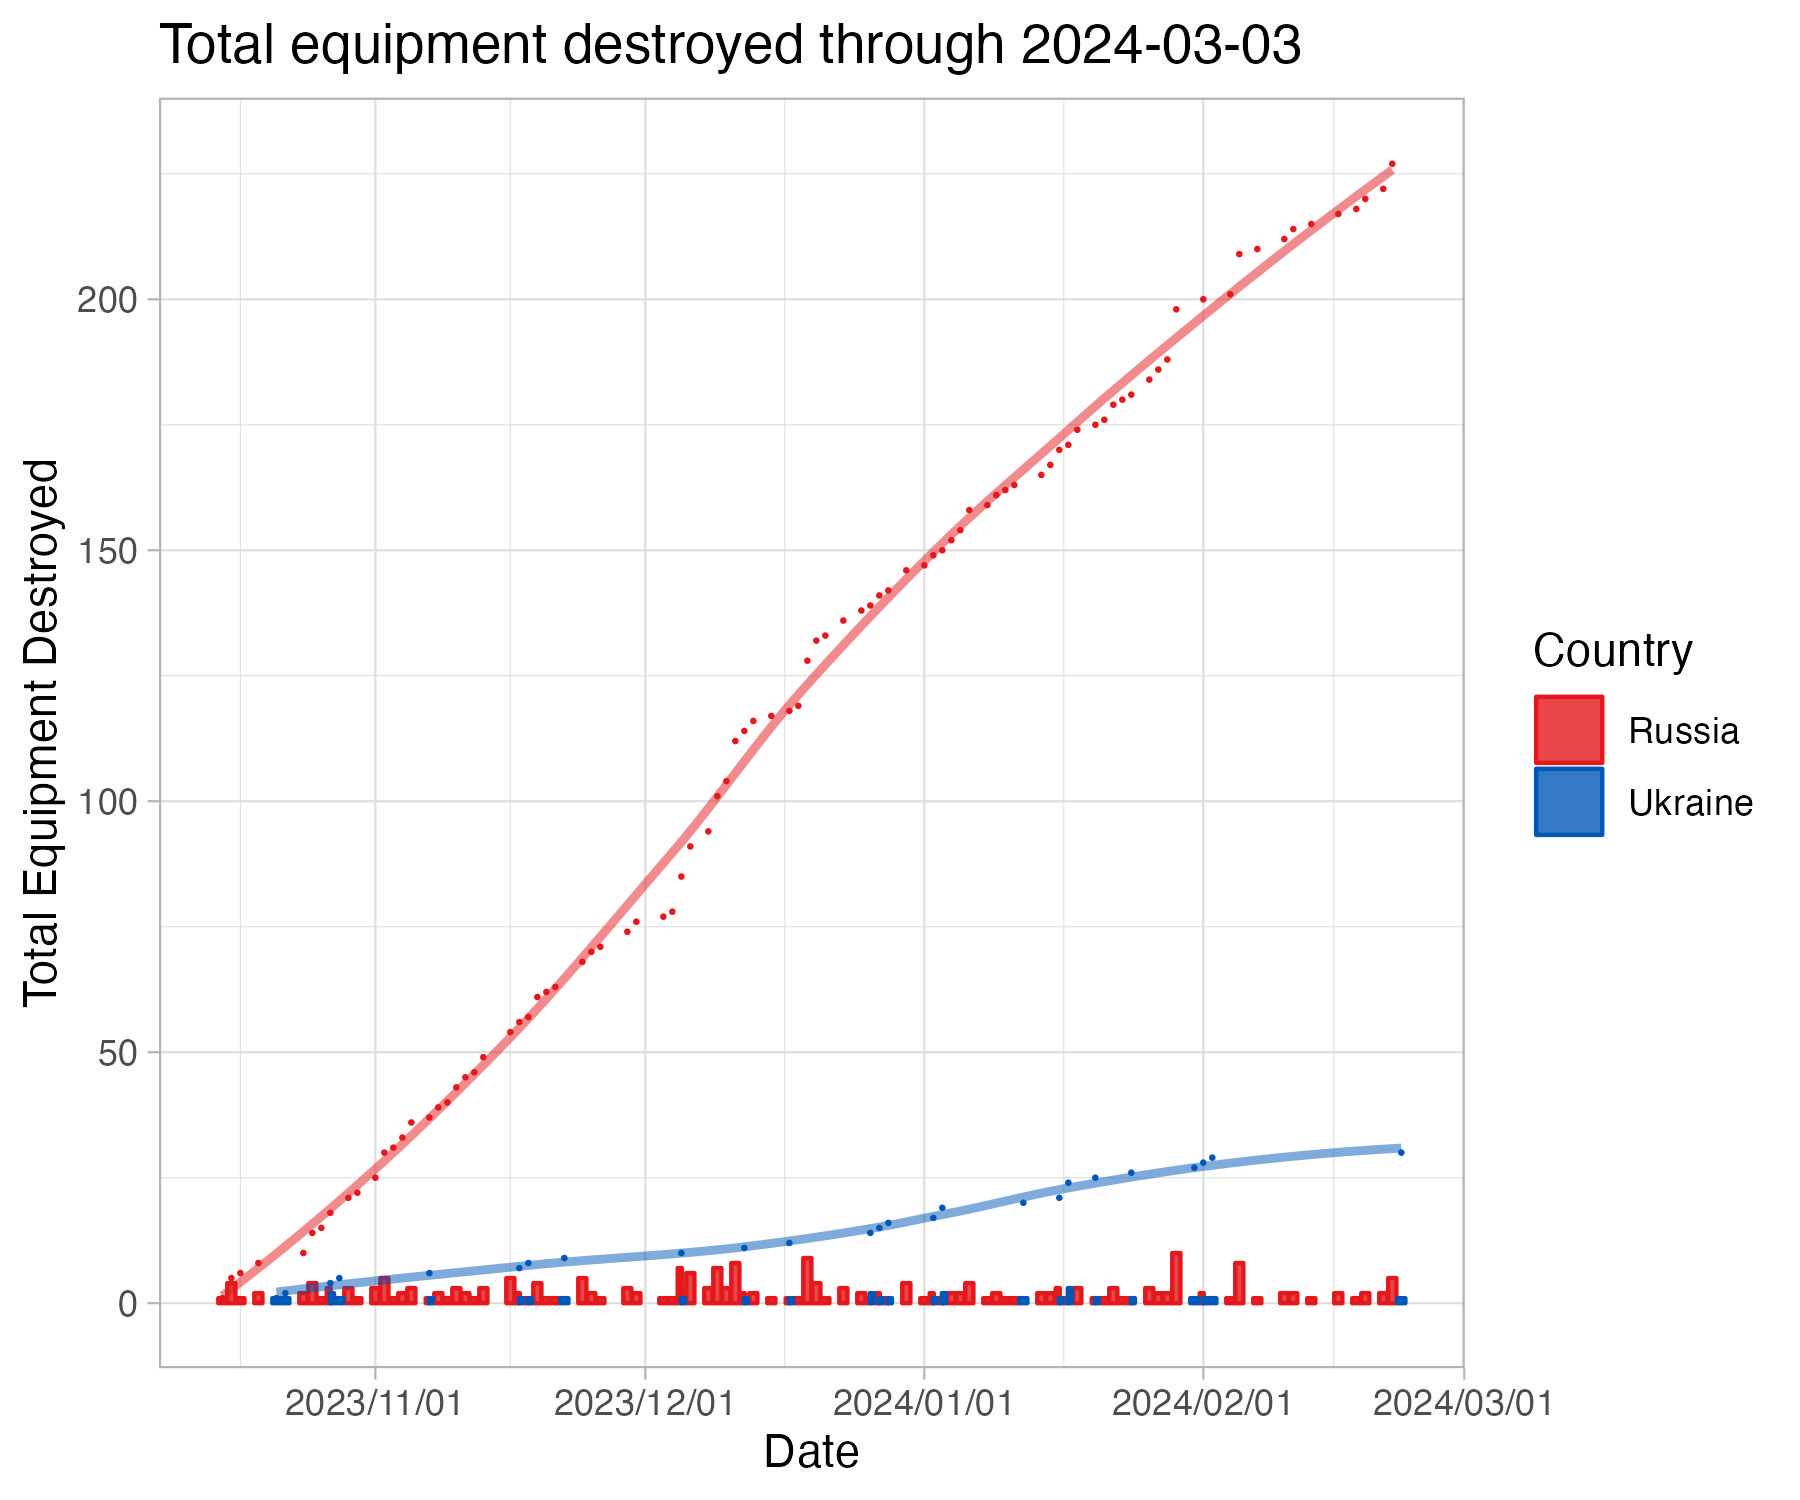 Total equipment destroyed through 2024-03-03
Total Equipment Destroyed
200
150
100
50
0
2023/11/01
2023/12/01
2024/01/01
2024/02/01
2024/03/01
Date
Country
Russia
Ukraine